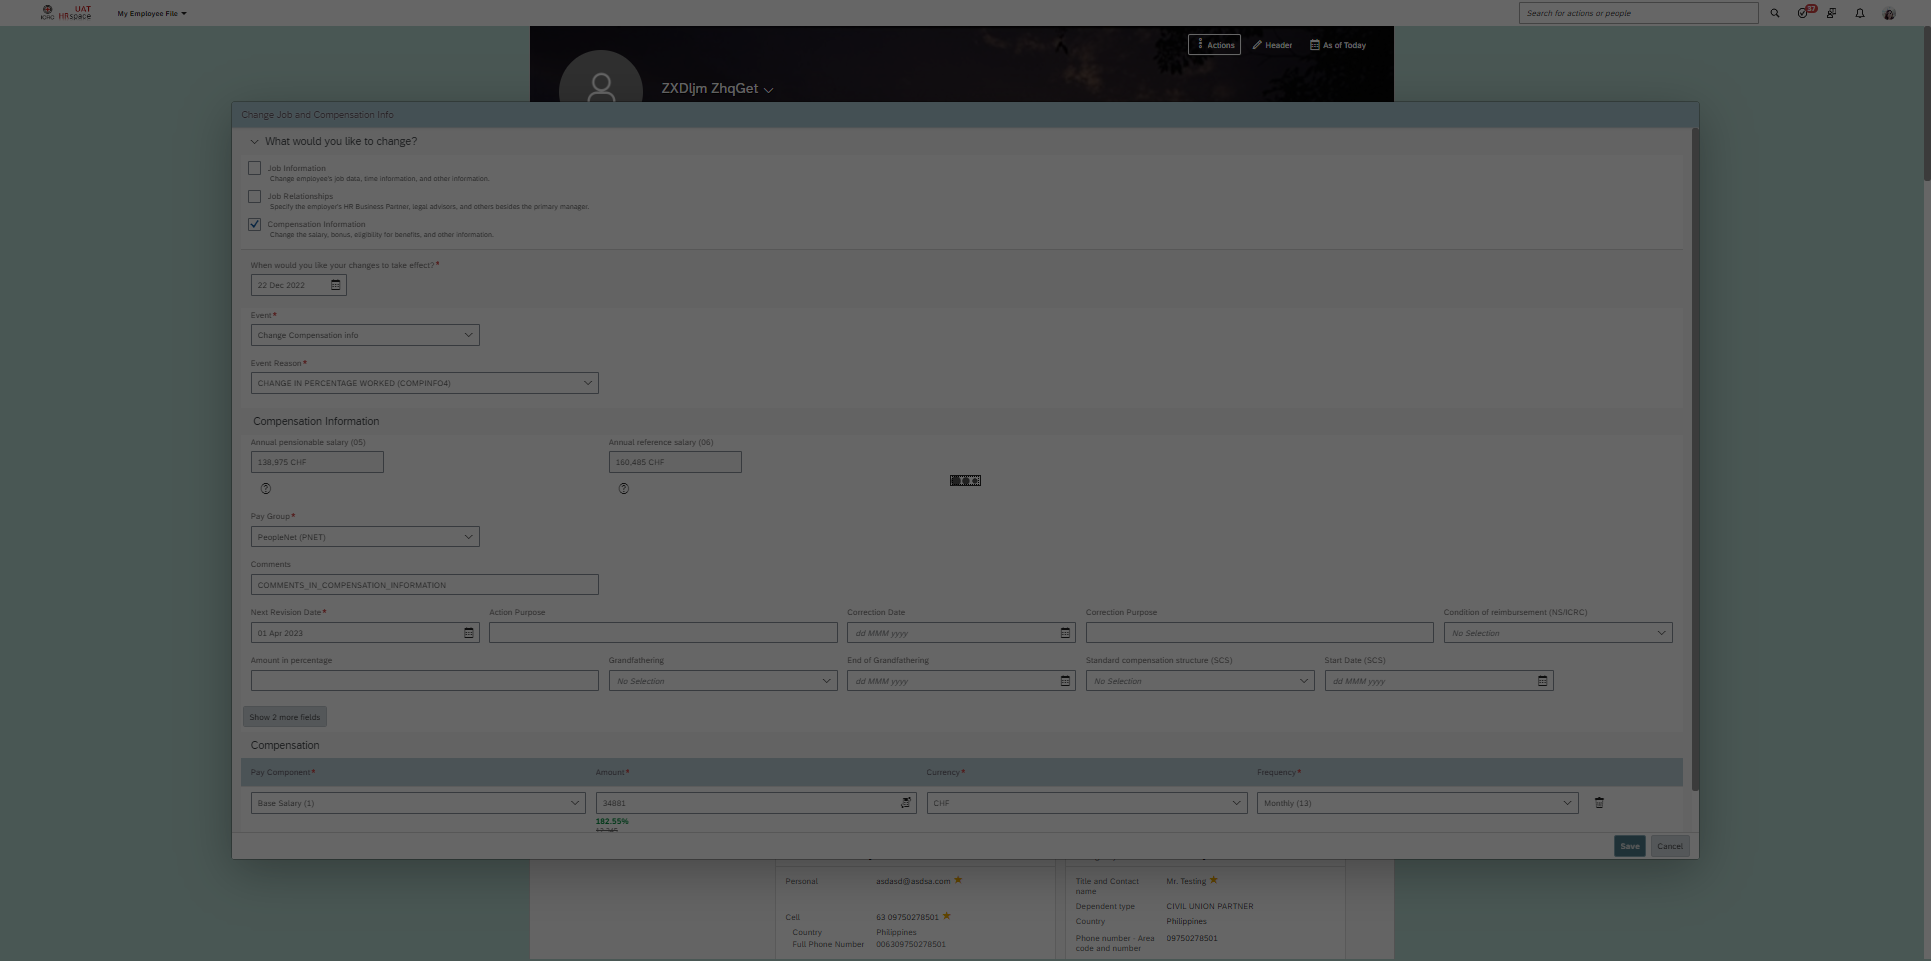 ICRC UAT HRspace My Employee File Search for actions or people 37
Actions Header As of Today
ZXDljm ZhqGet
Change Job and Compensation Info
What would you like to change?
Job Information
Change employee's job data, time information, and other information.
Job Relationships
Specify the employer's HR Business Partner, legal advisors, and others besides the primary manager.
Compensation Information
Change the salary, bonus, eligibility for benefits, and other information.
When would you like your changes to take effect?*
22 Dec 2022
Event*
Change Compensation info
Event Reason*
CHANGE IN PERCENTAGE WORKED (COMPINFO4)
Compensation Information
Annual pensionable salary (05) Annual reference salary (06)
138,975 CHF 160,485 CHF
Pay Group*
PeopleNet (PNET)
Comments
COMMENTS_IN_COMPENSATION_INFORMATION
Next Revision Date* Action Purpose Correction Date Correction Purpose Condition of reimbursement (NS/ICRC)
01 Apr 2023 dd MMM yyyy No Selection
Amount in percentage Grandfathering End of Grandfathering Standard compensation structure (SCS) Start Date (SCS)
No Selection dd MMM yyyy No Selection dd MMM yyyy
Show 2 more fields
Compensation
Pay Component* Amount* Currency* Frequency*
Base Salary (1) 34881 CHF Monthly (13)
182.55%
Save Cancel
Personal asdasd@asdsa.com Title and Contact name Mr. Testing
Dependent type CIVIL UNION PARTNER
Cell 63 09750278501 Country Philippines
Country Philippines
Full Phone Number 006309750278501
Phone number - Area code and number 09750278501